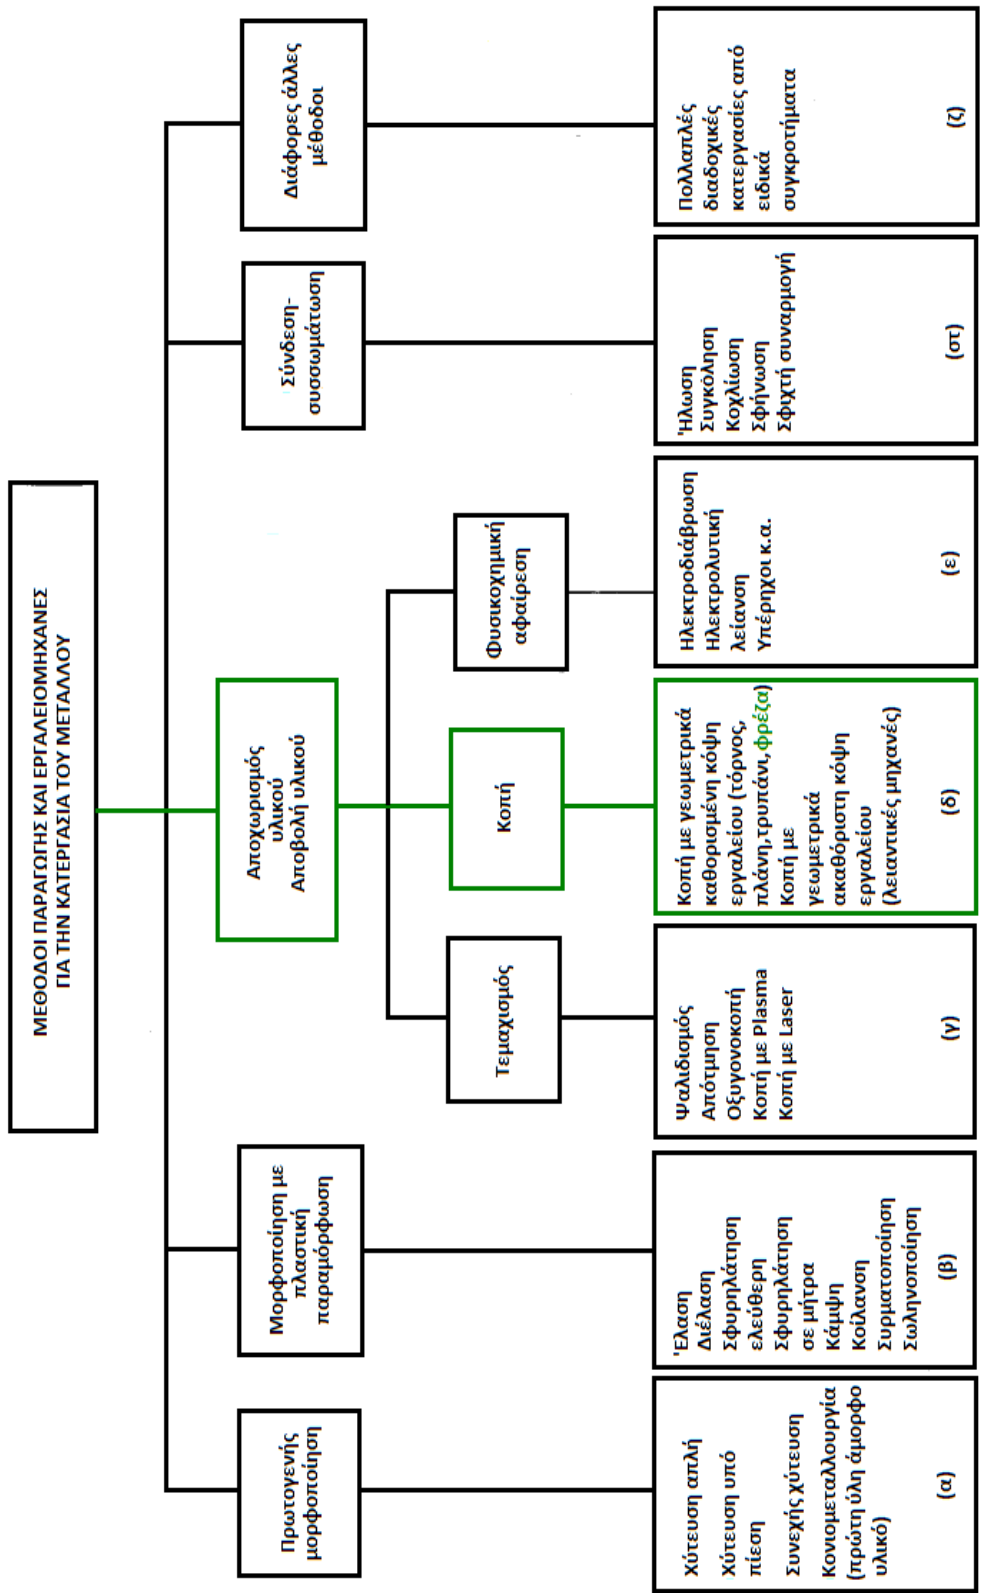 ΜΕΘΟΔΟΙ ΠΑΡΑΓΩΓΗΣ ΚΑΙ ΕΡΓΑΛΕΙΟΜΗΧΑΝΕΣ
ΓΙΑ ΤΗΝ ΚΑΤΕΡΓΑΣΙΑ ΤΟΥ ΜΕΤΑΛΛΟΥ
Πρωτογενής
μορφοποίηση
Μορφοποίηση με
πλαστική
παραμόρφωση
Αποχωρισμός
υλικού
Αποβολή υλικού
Σύνδεση-
συσσωμάτωση
Διάφορες άλλες
μέθοδοι
Τεμαχισμός
Κοπή
Φυσικοχημική
αφαίρεση
Χύτευση απλή
Χύτευση υπό
πίεση
Συνεχής χύτευση
Κονιομεταλλουργία
(πρώτη ύλη άμορφο
υλικό)
(α)
'Ελαση
Διέλαση
Σφυρηλάτηση
ελεύθερη
Σφυρηλάτηση
σε μήτρα
Κάμψη
Κοίλανση
Συρματοποίηση
Σωληνοποίηση
(β)
Ψαλιδισμός
Απότμηση
Οξυγονοκοπή
Κοπή με Plasma
Κοπή με Laser
(γ)
Κοπή με γεωμετρικά
καθορισμένη κόψη
εργαλείου (τόρνος,
πλάνη,τρυπάνι,φρέζα)
Κοπή με
γεωμετρικά
ακαθόριστη κόψη
εργαλείου
(λειαντικές μηχανές)
(δ)
Ηλεκτροδιάβρωση
Ηλεκτρολυτική
λείανση
Υπέρηχοι κ.α.
(ε)
'Ηλωση
Συγκόληση
Κοχλίωση
Σφήνωση
Σφιχτή συναρμογή
(στ)
Πολλαπλές
διαδοχικές
κατεργασίες από
ειδικά
συγκροτήματα
(ζ)